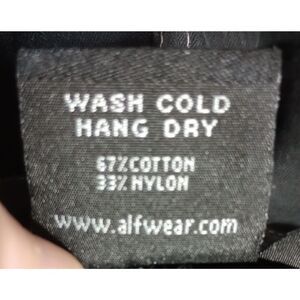 WASH COLD
HANG DRY
67%COTTON
33% NYLON
www.alfwear.com